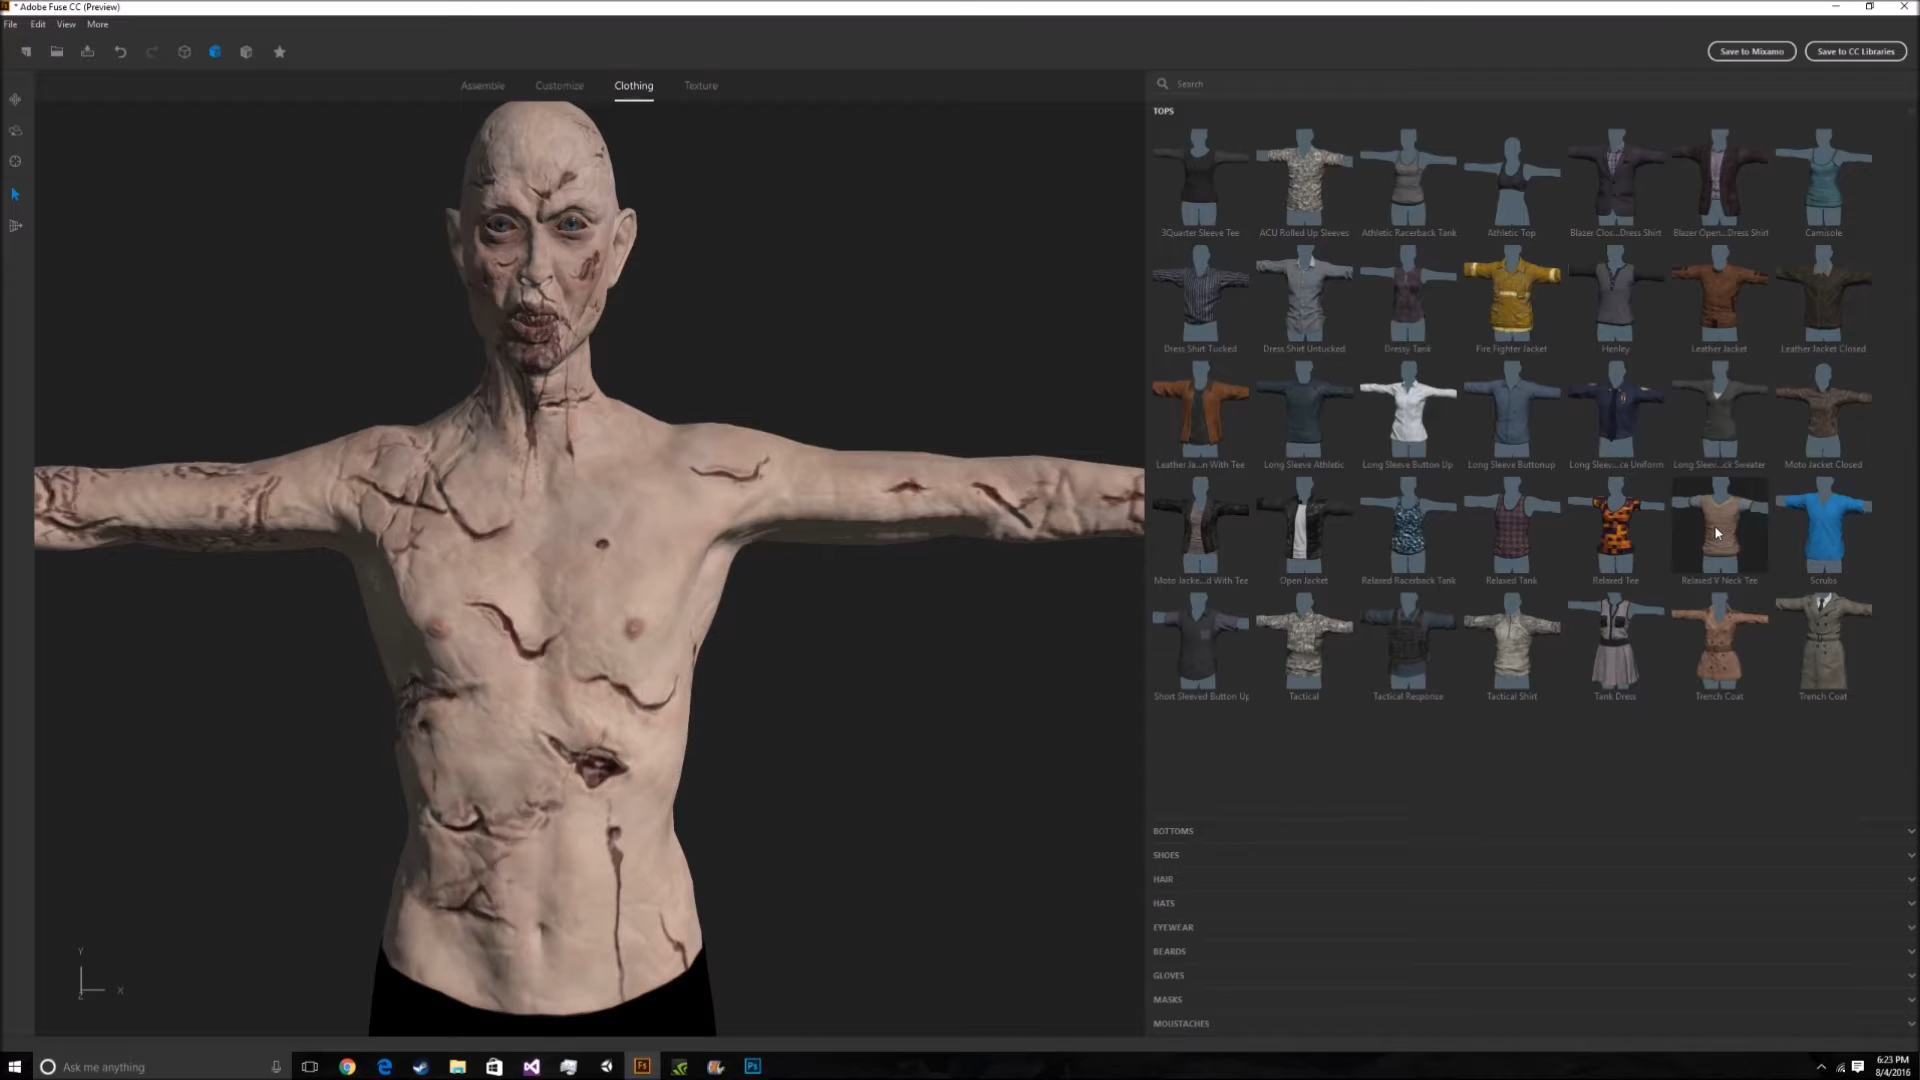 * Adobe Fuse CC (Preview)
File Edit View More
Save to Mixamo Save to CC Libraries
Assemble Customize Clothing Texture
Search
TOPS
3Quarter Sleeve Tee ACU Rolled Up Sleeves Athletic Racerback Tank Athletic Top Blazer Clos...Dress Shirt Blazer Open...Dress Shirt Camisole
Dress Shirt Tucked Dress Shirt Untucked Dressy Tank Fire Fighter Jacket Henley Leather Jacket Leather Jacket Closed
Leather Ja...n With Tee Long Sleeve Athletic Long Sleeve Button Up Long Sleeve Buttonup Long Sleev...ce Uniform Long Sleev...ck Sweater Moto Jacket Closed
Moto Jacke...d With Tee Open Jacket Relaxed Racerback Tank Relaxed Tank Relaxed Tee Relaxed V Neck Tee Scrubs
Short Sleeved Button Up Tactical Tactical Response Tactical Shirt Tank Dress Trench Coat Trench Coat
BOTTOMS
SHOES
HAIR
HATS
EYEWEAR
BEARDS
GLOVES
MASKS
MOUSTACHES
Y
Z X
Ask me anything
Fs
Ps
6:23 PM
8/4/2016